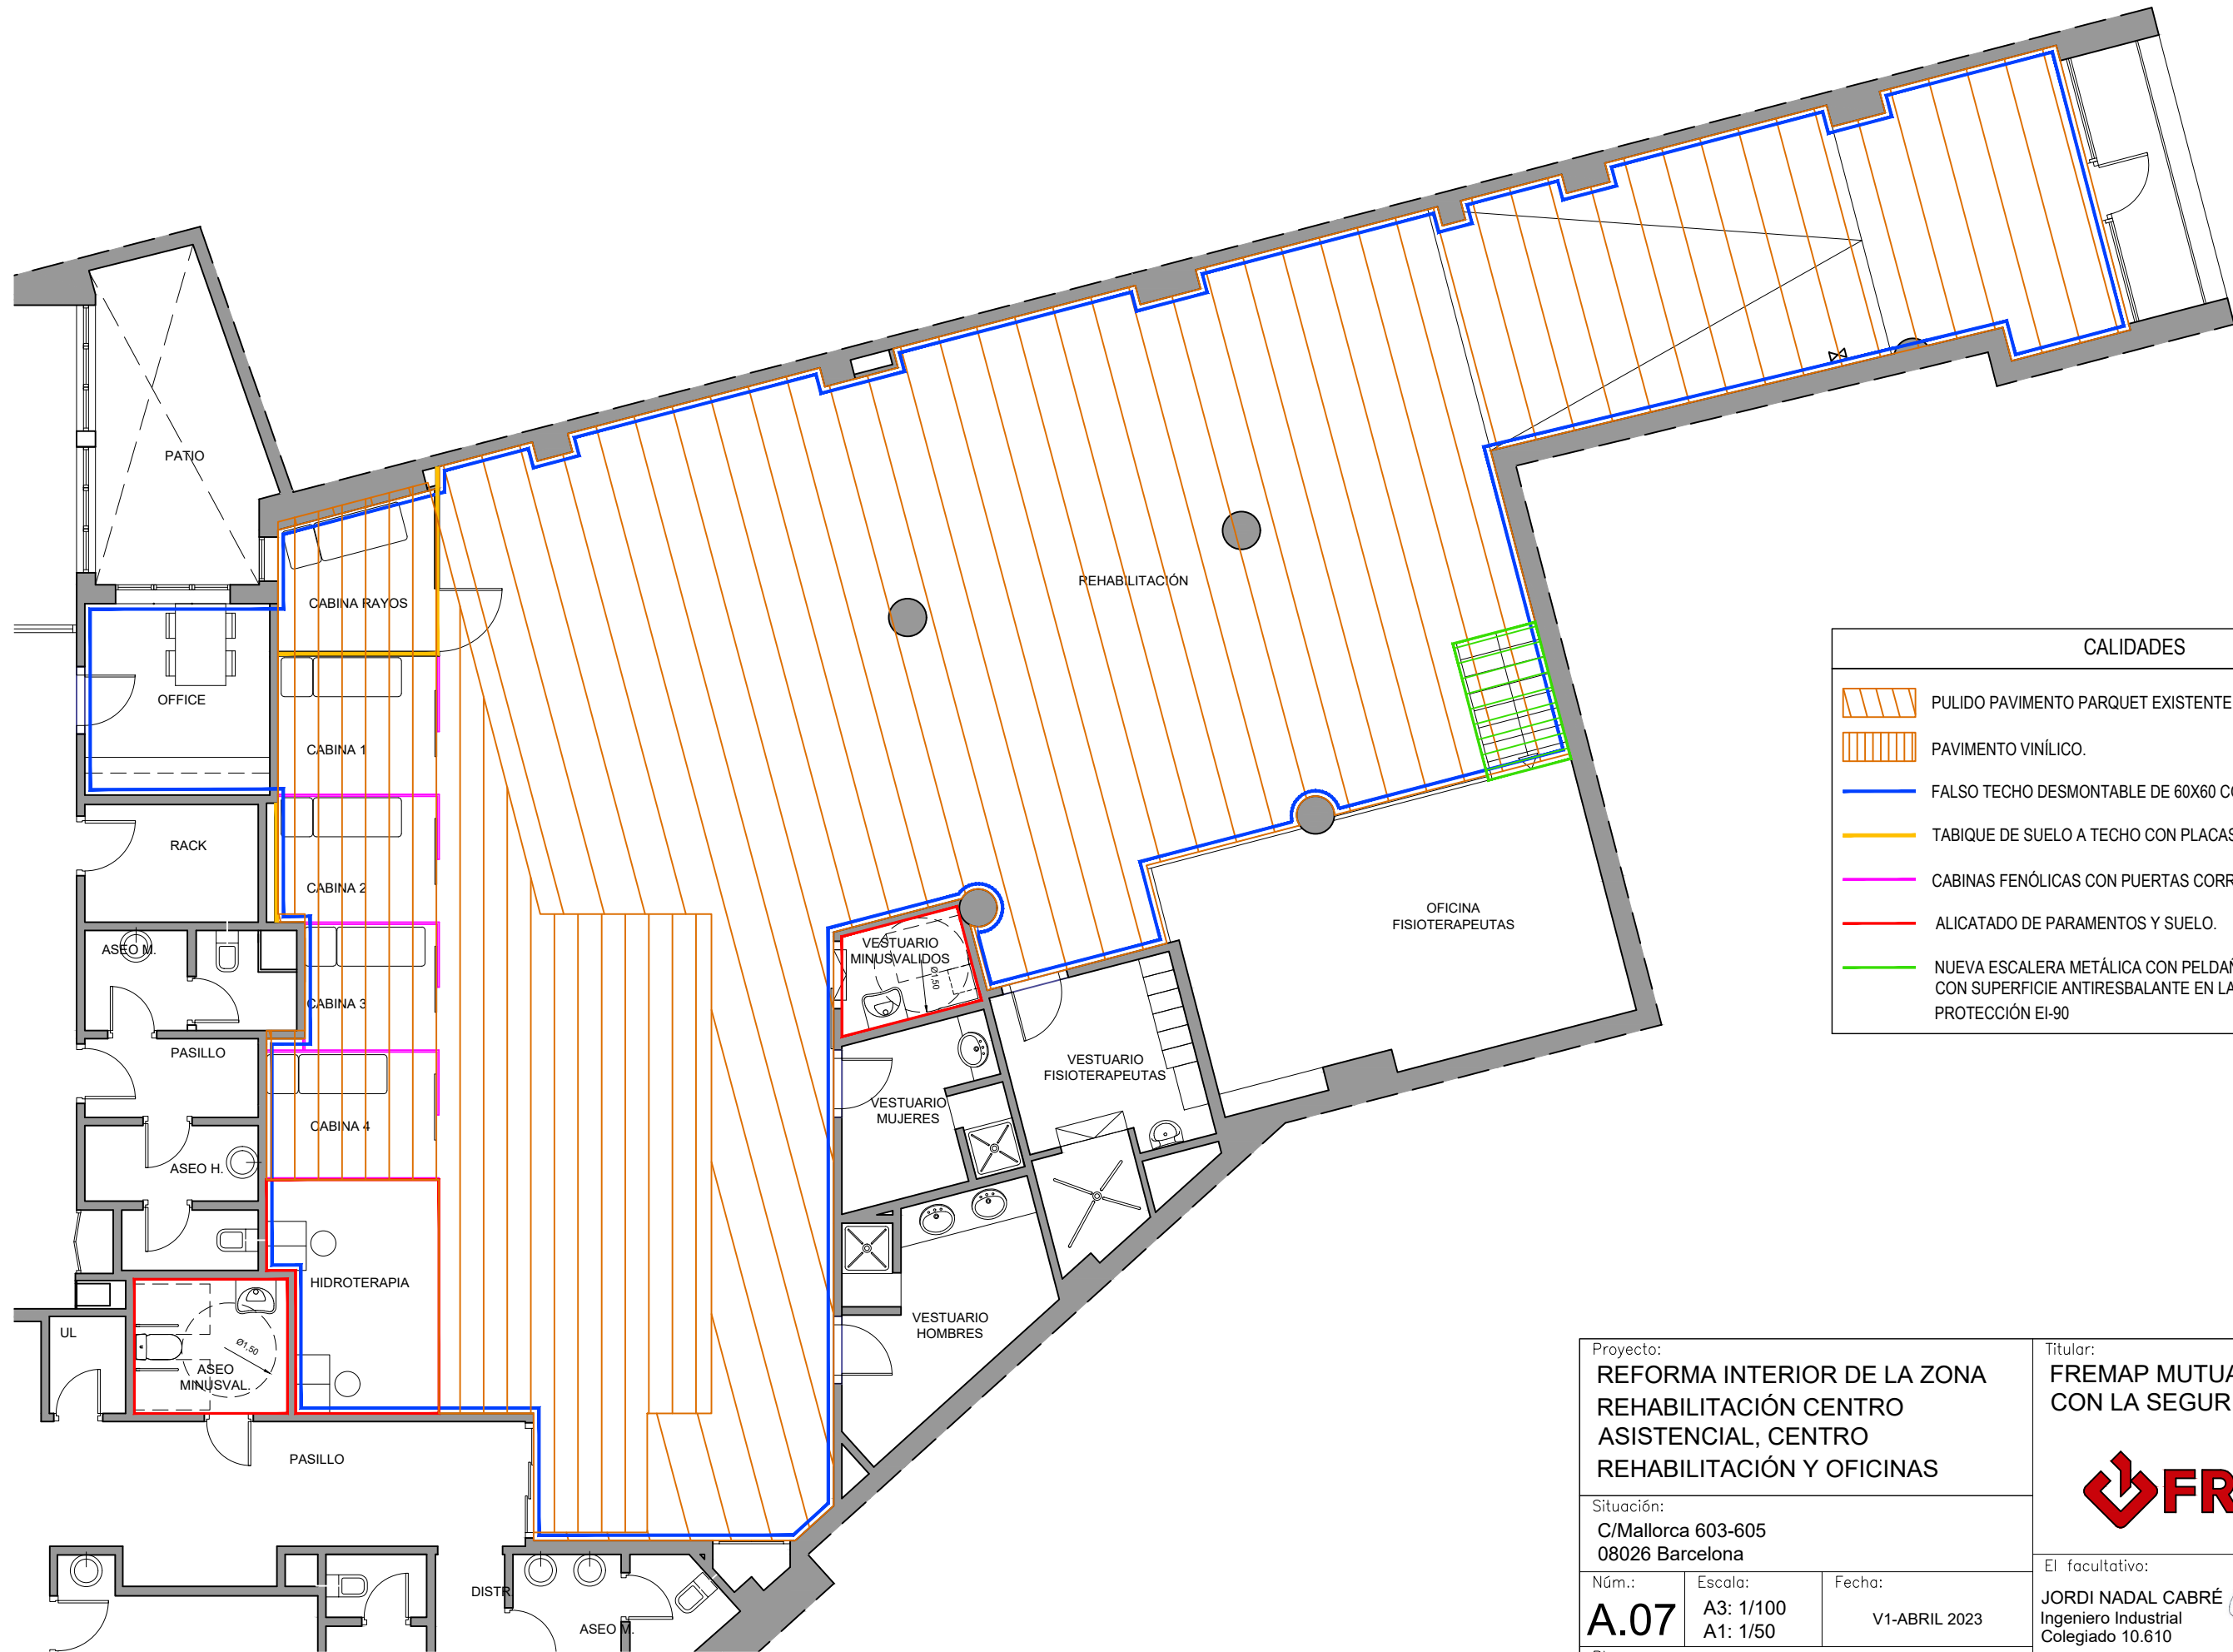 PATIO
CABINA RAYOS
REHABILITACIÓN
OFFICE
CABINA 1
RACK
CABINA 2
ASEO M.
CABINA 3
PASILLO
CABINA 4
ASEO H.
HIDROTERAPIA
UL
Ø1,50
ASEO
MINUSVAL.
PASILLO
DISTR.
ASEO M.
VESTUARIO
MINUSVALIDOS
Ø1,50
OFICINA
FISIOTERAPEUTAS
VESTUARIO
FISIOTERAPEUTAS
VESTUARIO
MUJERES
VESTUARIO
HOMBRES
CALIDADES
PULIDO PAVIMENTO PARQUET EXISTENTE
PAVIMENTO VINÍLICO.
FALSO TECHO DESMONTABLE DE 60X60
TABIQUE DE SUELO A TECHO CON PLACAS
CABINAS FENÓLICAS CON PUERTAS
ALICATADO DE PARAMENTOS Y SUELO.
NUEVA ESCALERA METÁLICA CON
CON SUPERFICIE ANTIRESBALANTE EN LA
PROTECCIÓN EI-90
Proyecto:
REFORMA INTERIOR DE LA ZONA
REHABILITACIÓN CENTRO
ASISTENCIAL, CENTRO
REHABILITACIÓN Y OFICINAS
Situación:
C/Mallorca 603-605
08026 Barcelona
Núm.:
A.07
Escala:
A3: 1/100
A1: 1/50
Fecha:
V1-ABRIL 2023
Titular:
FREMAP MUTUA
CON LA SEGUR
FR
El facultativo:
JORDI NADAL CABRÉ
Ingeniero Industrial
Colegiado 10.610